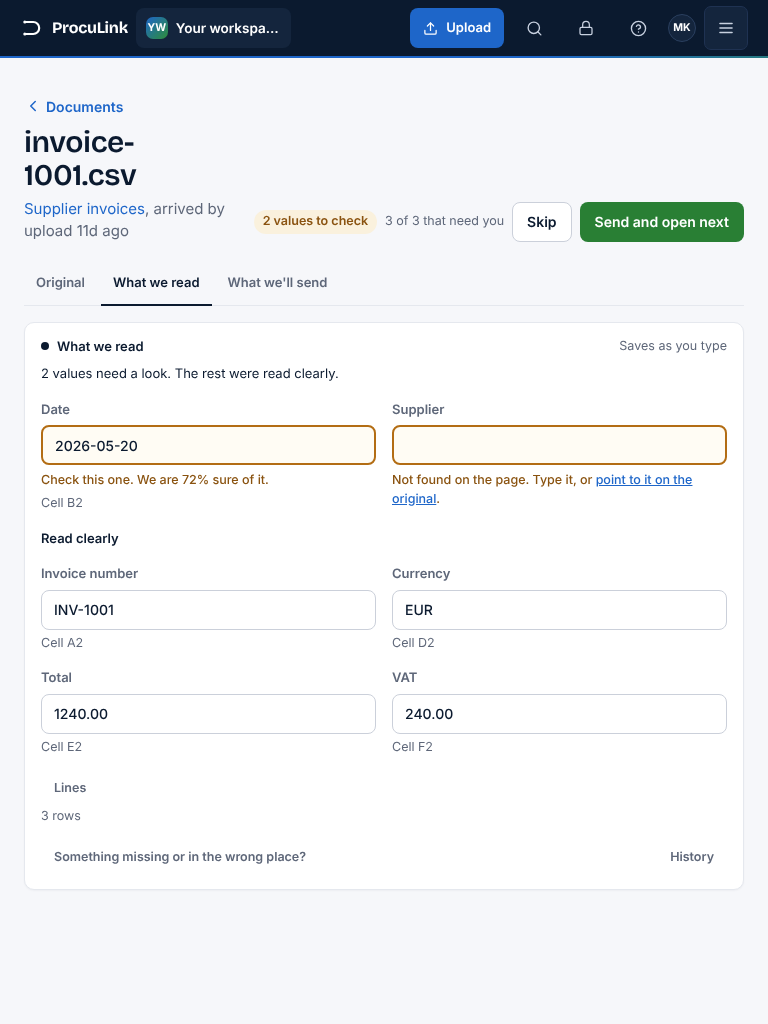 ProcuLink
YW
Your workspa...
Upload
MK
Documents
invoice-
1001.csv
Supplier invoices, arrived by
upload 11d ago
2 values to check
3 of 3 that need you
Skip
Send and open next
Original
What we read
What we'll send
What we read
Saves as you type
2 values need a look. The rest were read clearly.
Date
Supplier
2026-05-20
Check this one. We are 72% sure of it.
Cell B2
Not found on the page. Type it, or point to it on the
original.
Read clearly
Invoice number
Currency
INV-1001
EUR
Cell A2
Cell D2
Total
VAT
1240.00
240.00
Cell E2
Cell F2
Lines
3 rows
Something missing or in the wrong place?
History